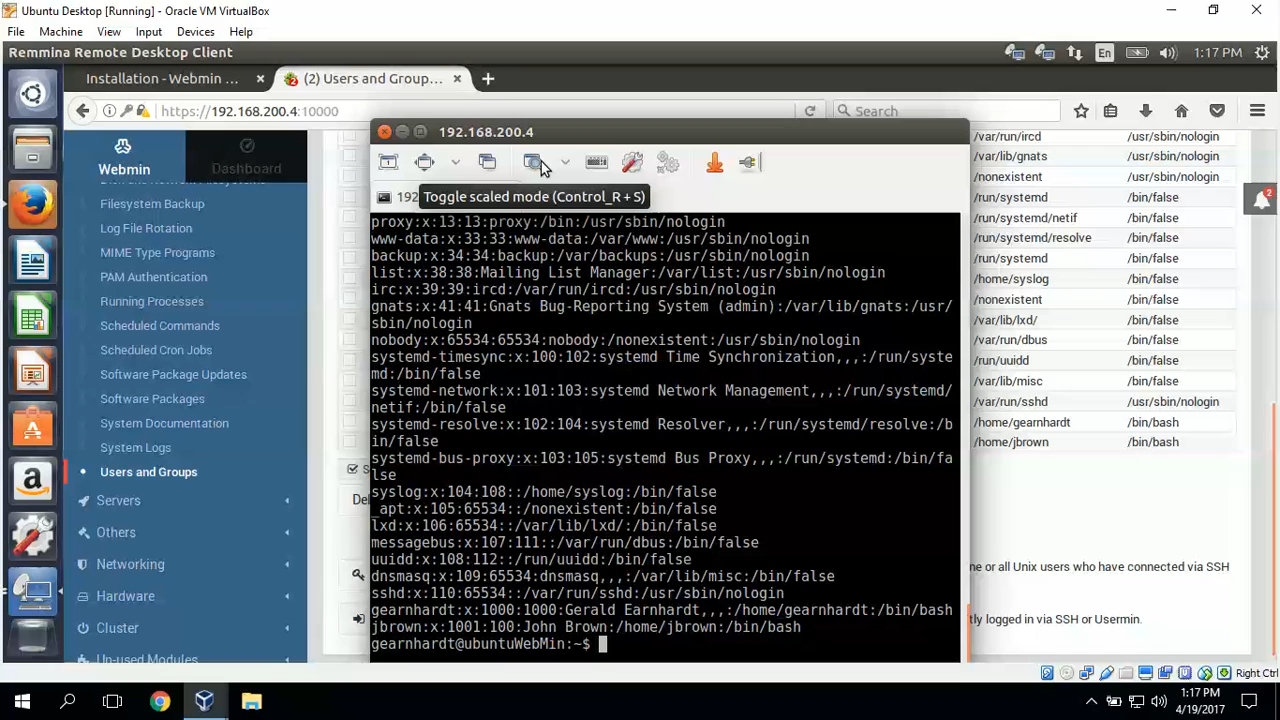 Ubuntu Desktop [Running] - Oracle VM VirtualBox
File Machine View Input Devices Help
Remmina Remote Desktop Client
En
1:17 PM
Installation - Webmin ...
(2) Users and Group...
https://192.168.200.4:10000
Search
Webmin
Dashboard
Filesystem Backup
Log File Rotation
MIME Type Programs
PAM Authentication
Running Processes
Scheduled Commands
Scheduled Cron Jobs
Software Package Updates
Software Packages
System Documentation
System Logs
Users and Groups
Servers
Others
Networking
Hardware
Cluster
Un-used Modules
192.168.200.4
192
Toggle scaled mode (Control_R + S)
proxy:x:13:13:proxy:/bin:/usr/sbin/nologin
www-data:x:33:33:www-data:/var/www:/usr/sbin/nologin
backup:x:34:34:backup:/var/backups:/usr/sbin/nologin
list:x:38:38:Mailing List Manager:/var/list:/usr/sbin/nologin
irc:x:39:39:ircd:/var/run/ircd:/usr/sbin/nologin
gnats:x:41:41:Gnats Bug-Reporting System (admin):/var/lib/gnats:/usr/
sbin/nologin
nobody:x:65534:65534:nobody:/nonexistent:/usr/sbin/nologin
systemd-timesync:x:100:102:systemd Time Synchronization,,,:/run/syste
md:/bin/false
systemd-network:x:101:103:systemd Network Management,,,:/run/systemd/
netif:/bin/false
systemd-resolve:x:102:104:systemd Resolver,,,:/run/systemd/resolve:/b
in/false
systemd-bus-proxy:x:103:105:systemd Bus Proxy,,,:/run/systemd:/bin/fa
lse
syslog:x:104:108::/home/syslog:/bin/false
_apt:x:105:65534::/nonexistent:/bin/false
lxd:x:106:65534::/var/lib/lxd/:/bin/false
messagebus:x:107:111::/var/run/dbus:/bin/false
uuidd:x:108:112::/run/uuidd:/bin/false
dnsmasq:x:109:65534:dnsmasq,,,:/var/lib/misc:/bin/false
sshd:x:110:65534::/var/run/sshd:/usr/sbin/nologin
gearnhardt:x:1000:1000:Gerald Earnhardt,,,:/home/gearnhardt:/bin/bash
jbrown:x:1001:100:John Brown:/home/jbrown:/bin/bash
gearnhardt@ubuntuWebMin:~$
/var/run/ircd /usr/sbin/nologin
/var/lib/gnats /usr/sbin/nologin
/nonexistent /usr/sbin/nologin
/run/systemd /bin/false
/run/systemd/netif /bin/false
/run/systemd/resolve /bin/false
/run/systemd /bin/false
/home/syslog /bin/false
/nonexistent /bin/false
/var/lib/lxd/ /bin/false
/var/run/dbus /bin/false
/run/uuidd /bin/false
/var/lib/misc /bin/false
/var/run/sshd /usr/sbin/nologin
/home/gearnhardt /bin/bash
/home/jbrown /bin/bash
S
Del
ne or all Unix users who have connected via SSH
tly logged in via SSH or Usermin.
2
Right Ctrl
1:17 PM
4/19/2017